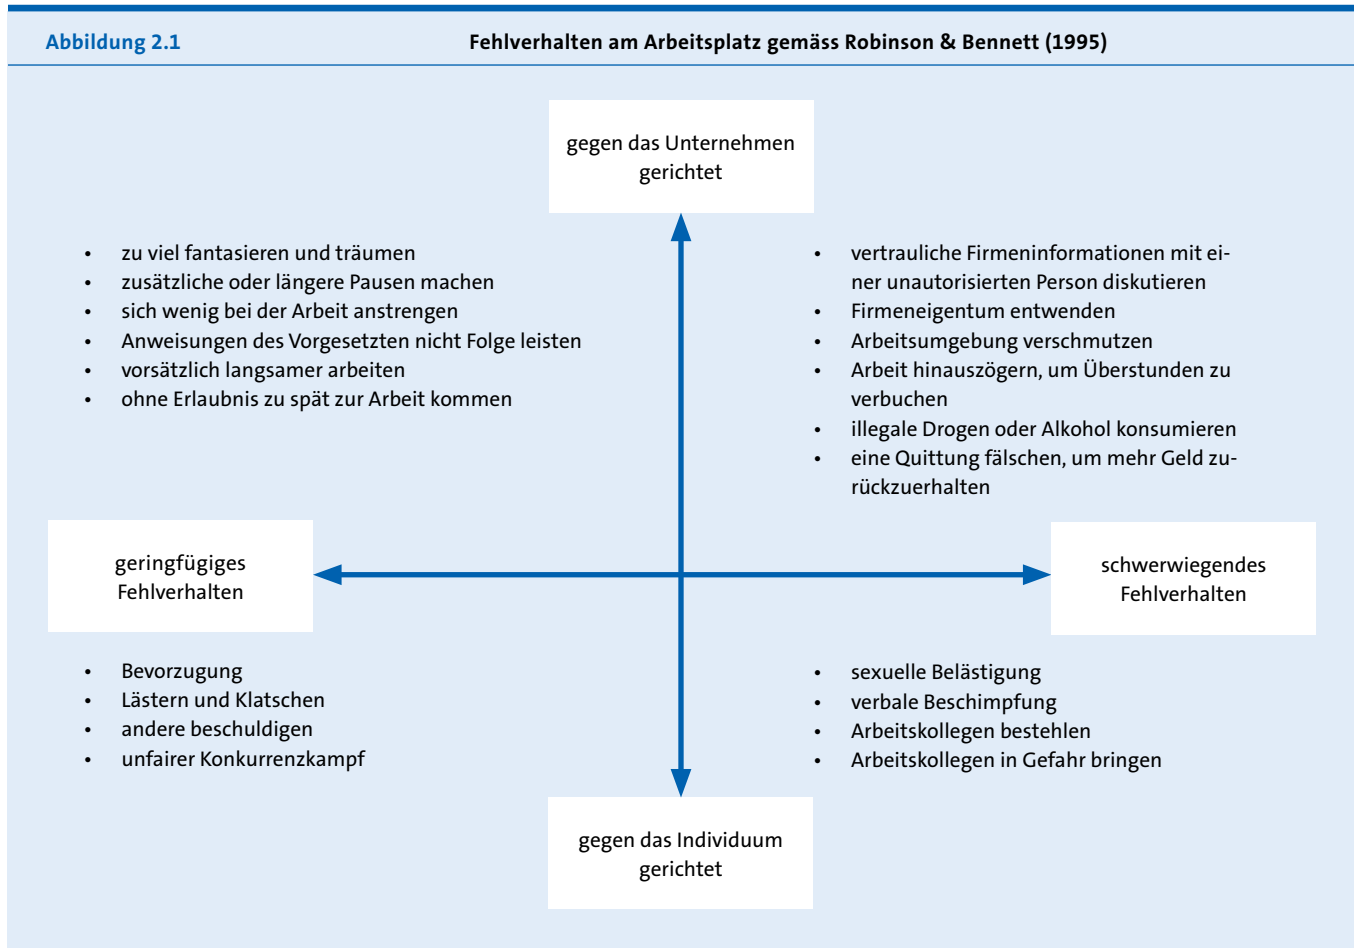 Abbildung 2.1
Fehlverhalten am Arbeitsplatz gemäss Robinson & Bennett (1995)
gegen das Unternehmen
gerichtet
• zu viel fantasieren und träumen
• zusätzliche oder längere Pausen machen
• sich wenig bei der Arbeit anstrengen
• Anweisungen des Vorgesetzten nicht Folge leisten
• vorsätzlich langsamer arbeiten
• ohne Erlaubnis zu spät zur Arbeit kommen
• vertrauliche Firmeninformationen mit ei-
ner unautorisierten Person diskutieren
• Firmeneigentum entwenden
• Arbeitsumgebung verschmutzen
• Arbeit hinauszögern, um Überstunden zu
verbuchen
• illegale Drogen oder Alkohol konsumieren
• eine Quittung fälschen, um mehr Geld zu-
rückzuerhalten
geringfügiges
Fehlverhalten
schwerwiegendes
Fehlverhalten
• Bevorzugung
• Lästern und Klatschen
• andere beschuldigen
• unfairer Konkurrenzkampf
• sexuelle Belästigung
• verbale Beschimpfung
• Arbeitskollegen bestehlen
• Arbeitskollegen in Gefahr bringen
gegen das Individuum
gerichtet